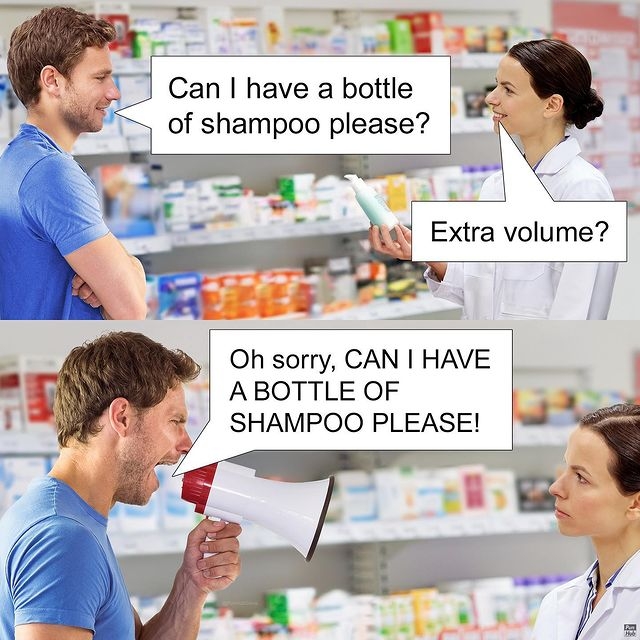 Can I have a bottle
of shampoo please?
Extra volume?
Oh sorry, CAN I HAVE
A BOTTLE OF
SHAMPOO PLEASE!